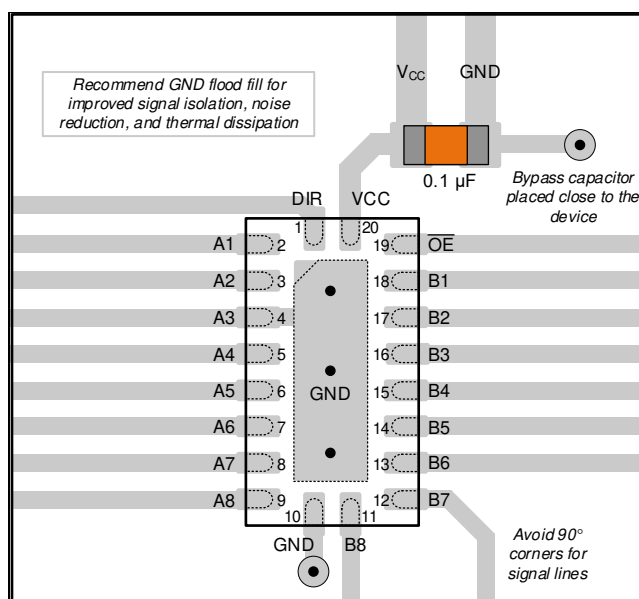 Recommend GND flood fill for
improved signal isolation, noise
reduction, and thermal dissipation
V_CC GND
0.1 µF
Bypass capacitor
placed close to the
device
DIR VCC
1 20
A1 2 19 O̅E̅
A2 3 18 B1
A3 4 17 B2
A4 5 16 B3
A5 6 15 B4
GND
A6 7 14 B5
A7 8 13 B6
A8 9 12 B7
10 11
GND B8
Avoid 90°
corners for
signal lines